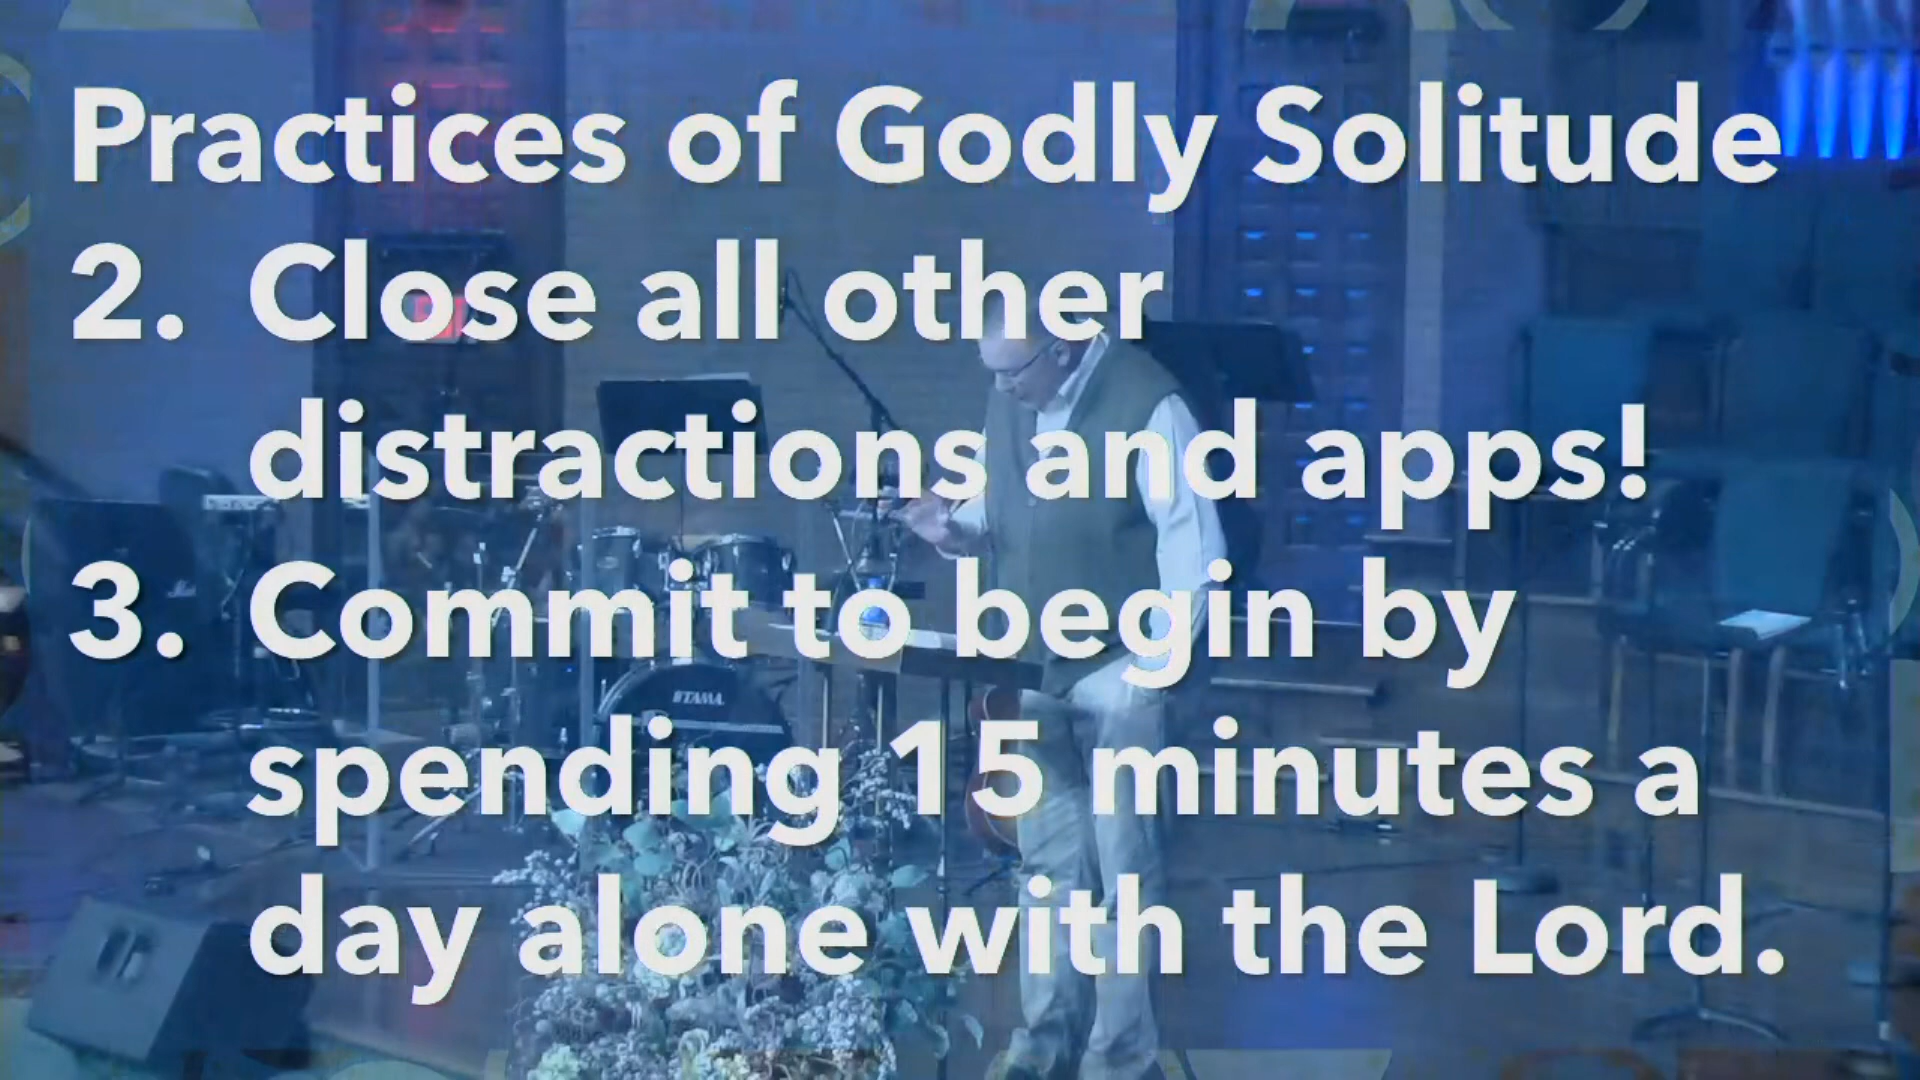 Practices of Godly Solitude
2. Close all other
distractions and apps!
3. Commit to begin by
spending 15 minutes a
day alone with the Lord.
TAMA